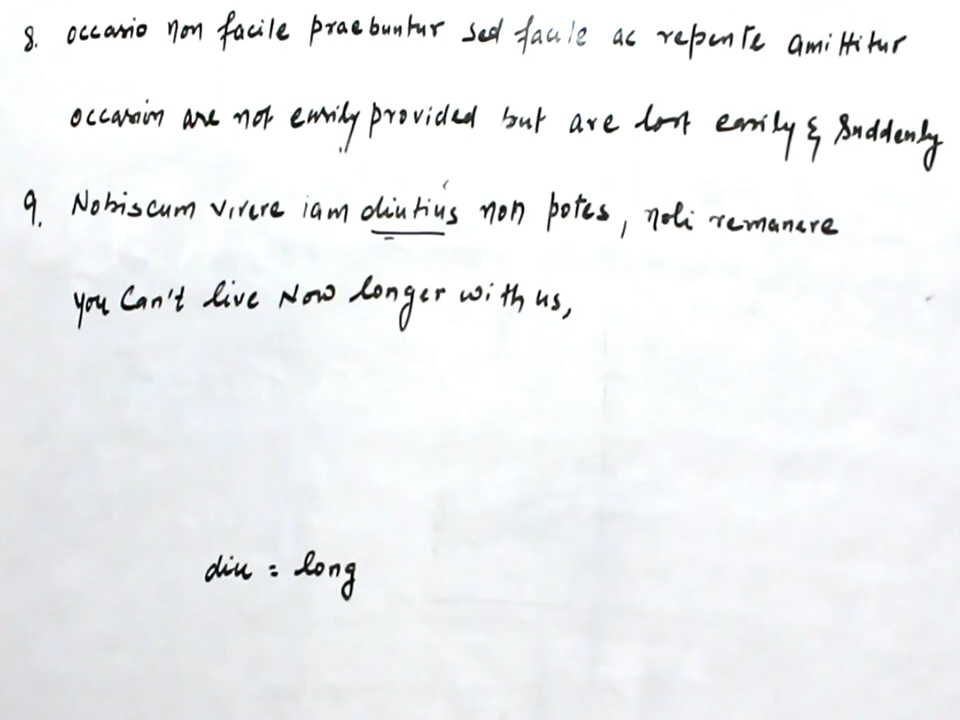 8. occasio non facile praebuntur sed facile ac repente amittitur
occasion are not easily provided but are lost easily & suddenly
9. Nobiscum vivere iam diutius non potes, noli remanere
you can't live now longer with us,
diu = long